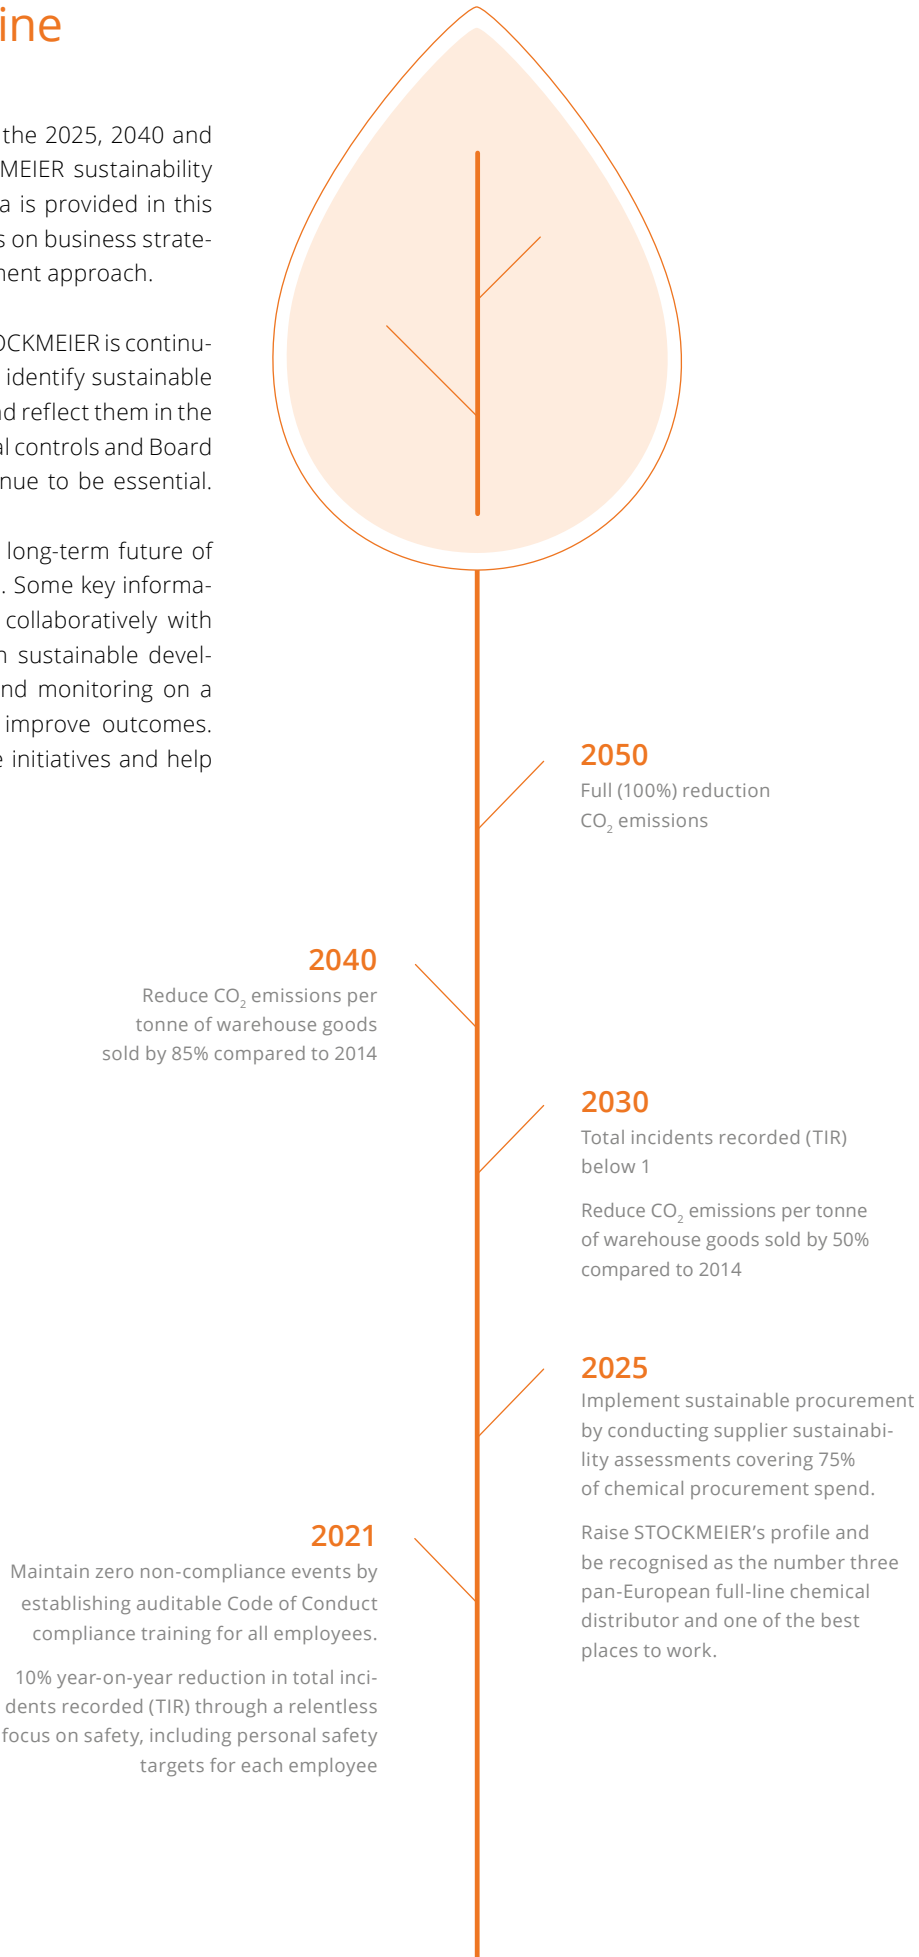 ine
the 2025, 2040 and
MEIER sustainability
a is provided in this
s on business strate-
nent approach.
OCKMEIER is continu-
identify sustainable
nd reflect them in the
al controls and Board
nue to be essential.
long-term future of
. Some key informa-
collaboratively with
n sustainable devel-
nd monitoring on a
improve outcomes.
e initiatives and help
2050
Full (100%) reduction
CO₂ emissions
2040
Reduce CO₂ emissions per
tonne of warehouse goods
sold by 85% compared to 2014
2030
Total incidents recorded (TIR)
below 1
Reduce CO₂ emissions per tonne
of warehouse goods sold by 50%
compared to 2014
2025
Implement sustainable procurement
by conducting supplier sustainabi-
lity assessments covering 75%
of chemical procurement spend.
Raise STOCKMEIER’s profile and
be recognised as the number three
pan-European full-line chemical
distributor and one of the best
places to work.
2021
Maintain zero non-compliance events by
establishing auditable Code of Conduct
compliance training for all employees.
10% year-on-year reduction in total inci-
dents recorded (TIR) through a relentless
focus on safety, including personal safety
targets for each employee